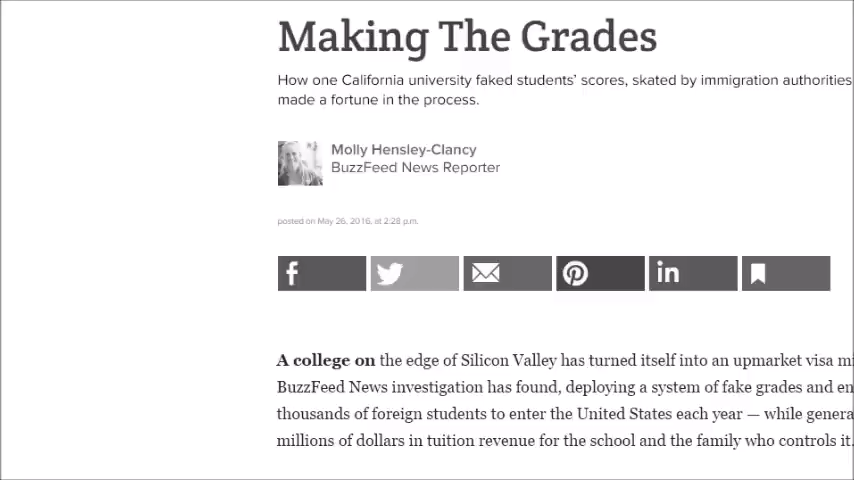 Making The Grades
How one California university faked students’ scores, skated by immigration authorities
made a fortune in the process.
Molly Hensley-Clancy
BuzzFeed News Reporter
posted on May 26, 2016, at 2:28 p.m.
f
in
A college on the edge of Silicon Valley has turned itself into an upmarket visa
BuzzFeed News investigation has found, deploying a system of fake grades and
thousands of foreign students to enter the United States each year — while
millions of dollars in tuition revenue for the school and the family who controls it.